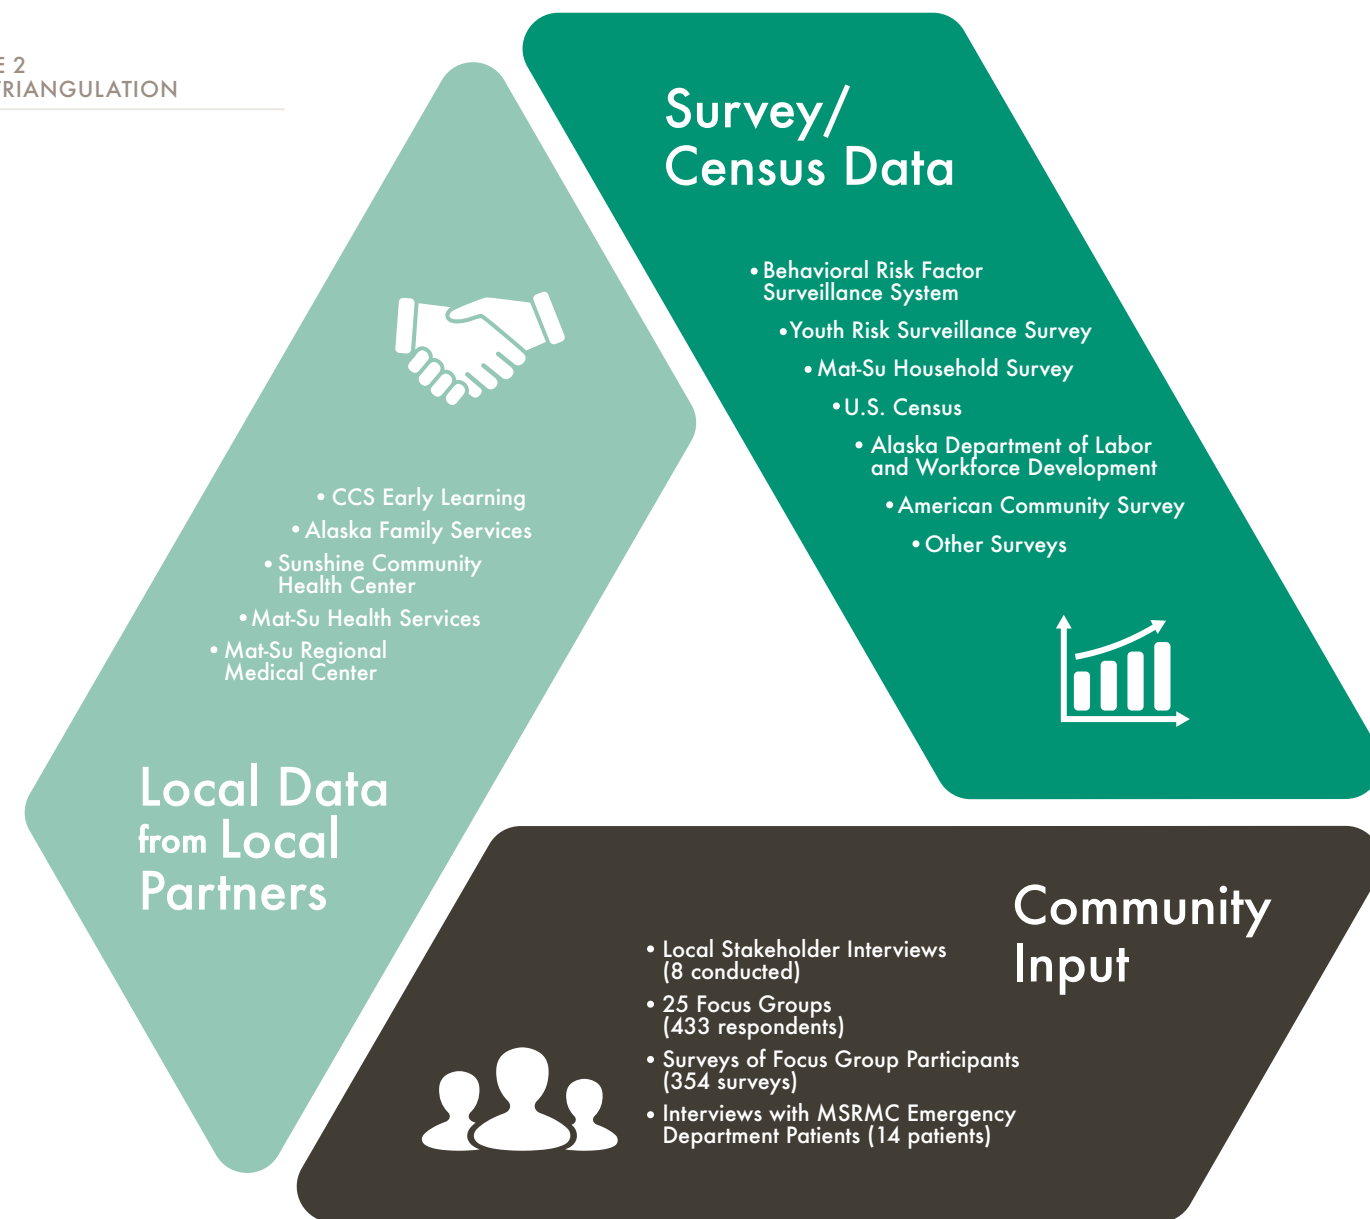 E 2
TRIANGULATION
Survey/
Census Data
• Behavioral Risk Factor
Surveillance System
• Youth Risk Surveillance Survey
• Mat-Su Household Survey
• U.S. Census
• Alaska Department of Labor
and Workforce Development
• American Community Survey
• Other Surveys
• CCS Early Learning
• Alaska Family Services
• Sunshine Community
Health Center
• Mat-Su Health Services
• Mat-Su Regional
Medical Center
Local Data
from Local
Partners
Community
Input
• Local Stakeholder Interviews
(8 conducted)
• 25 Focus Groups
(433 respondents)
• Surveys of Focus Group Participants
(354 surveys)
• Interviews with MSRMC Emergency
Department Patients (14 patients)